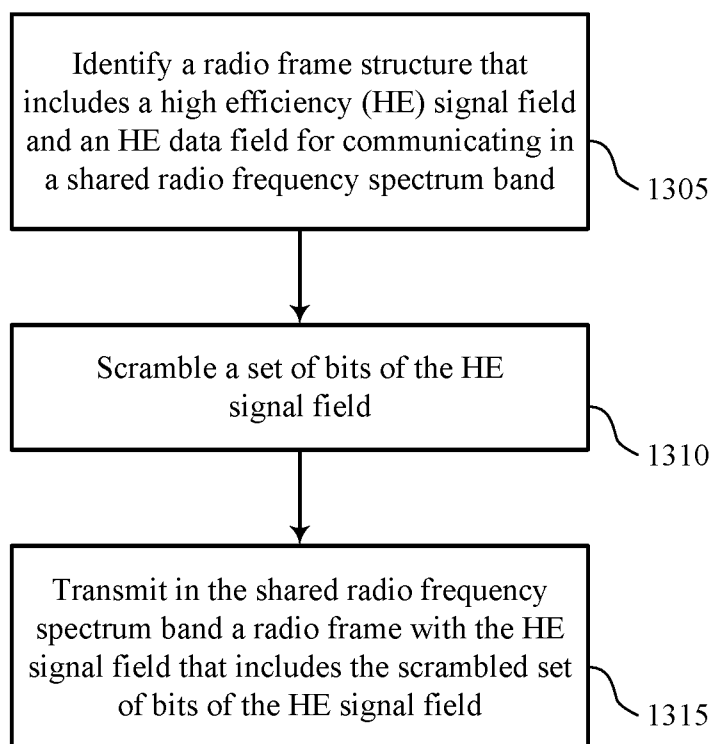 Identify a radio frame structure that
includes a high efficiency (HE) signal field
and an HE data field for communicating in
a shared radio frequency spectrum band
1305
Scramble a set of bits of the HE
signal field
1310
Transmit in the shared radio frequency
spectrum band a radio frame with the HE
signal field that includes the scrambled set
of bits of the HE signal field
1315